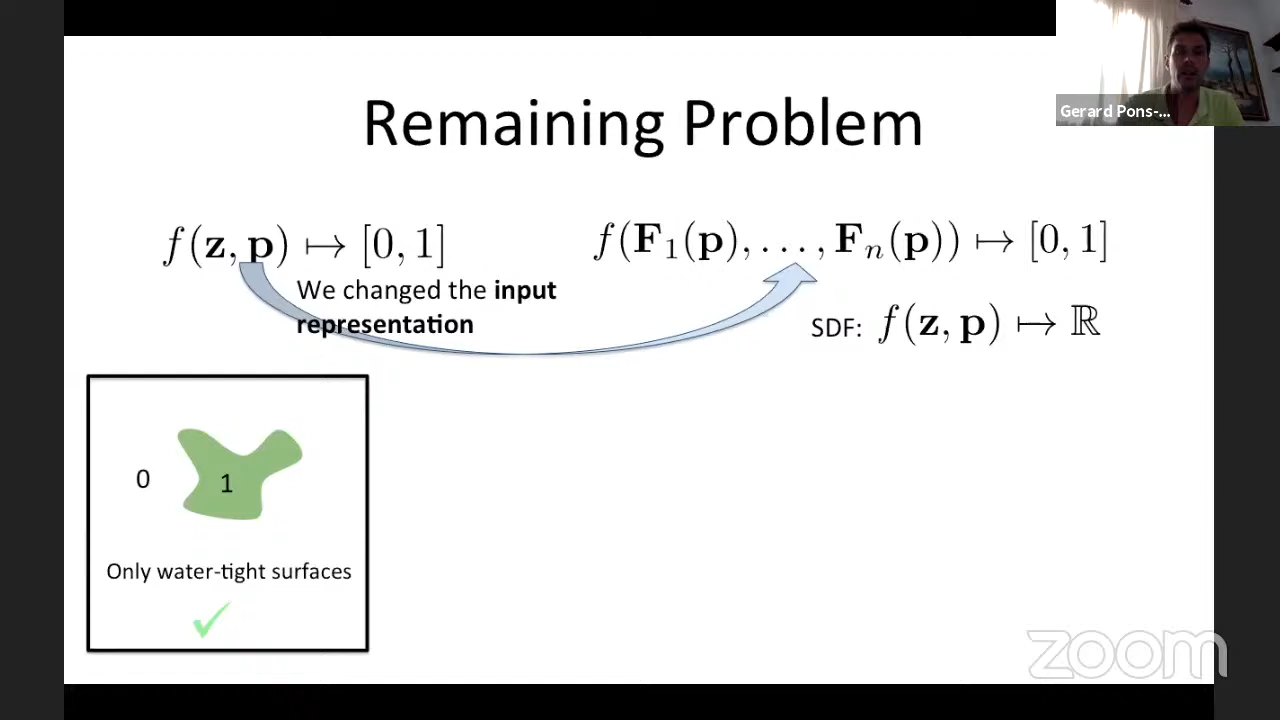 Gerard Pons-...
Remaining Problem
f(z, p) ↦ [0, 1]
f(F₁(p), . . . , Fₙ(p)) ↦ [0, 1]
We changed the input
representation
SDF: f(z, p) ↦ ℝ
0
1
Only water-tight surfaces
zoom